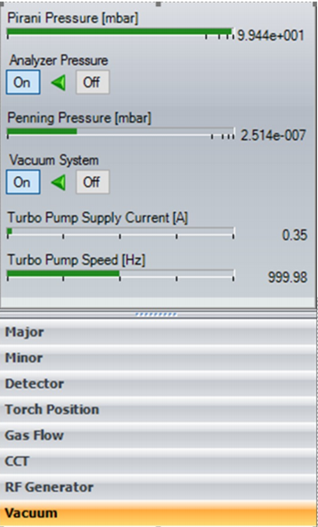 Pirani Pressure [mbar]
9.944e+001
Analyzer Pressure
On Off
Penning Pressure [mbar]
2.514e-007
Vacuum System
On Off
Turbo Pump Supply Current [A]
0.35
Turbo Pump Speed [Hz]
999.98
Major
Minor
Detector
Torch Position
Gas Flow
CCT
RF Generator
Vacuum